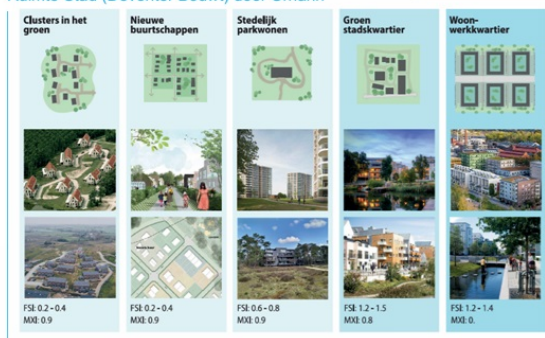 Clusters in het
groen
Nieuwe
buurtschappen
Stedelijk
parkwonen
Groen
stadskwartier
Woon-
werkkwartier
FSI: 0.2 - 0.4
MXI: 0.9
FSI: 0.2 - 0.4
MXI: 0.9
FSI: 0.6 - 0.8
MXI: 0.9
FSI: 1.2 - 1.5
MXI: 0.8
FSI: 1.2 - 1.4
MXI: 0.